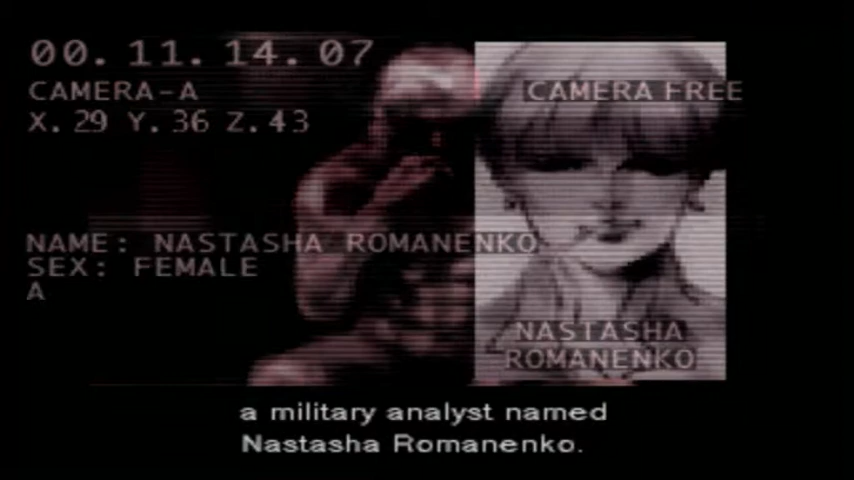 00.11.14.07
CAMERA-A
X.29 Y.36 Z.43
CAMERA FREE
NAME: NASTASHA ROMANENKO
SEX: FEMALE
A
NASTASHA
ROMANENKO
a military analyst named
Nastasha Romanenko.